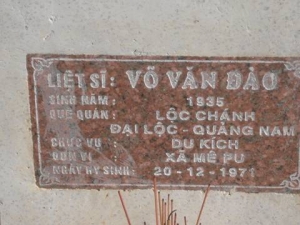 LIỆT SĨ: VÕ VĂN ĐẢU
SINH NĂM: 1935
QUÊ QUÁN: LỘC CHÁNH
ĐẠI LỘC - QUẢNG NAM
CHỨC VỤ: DU KÍCH
ĐƠN VỊ: XÃ MÊ PU
NGÀY HY SINH: 20-12-1971